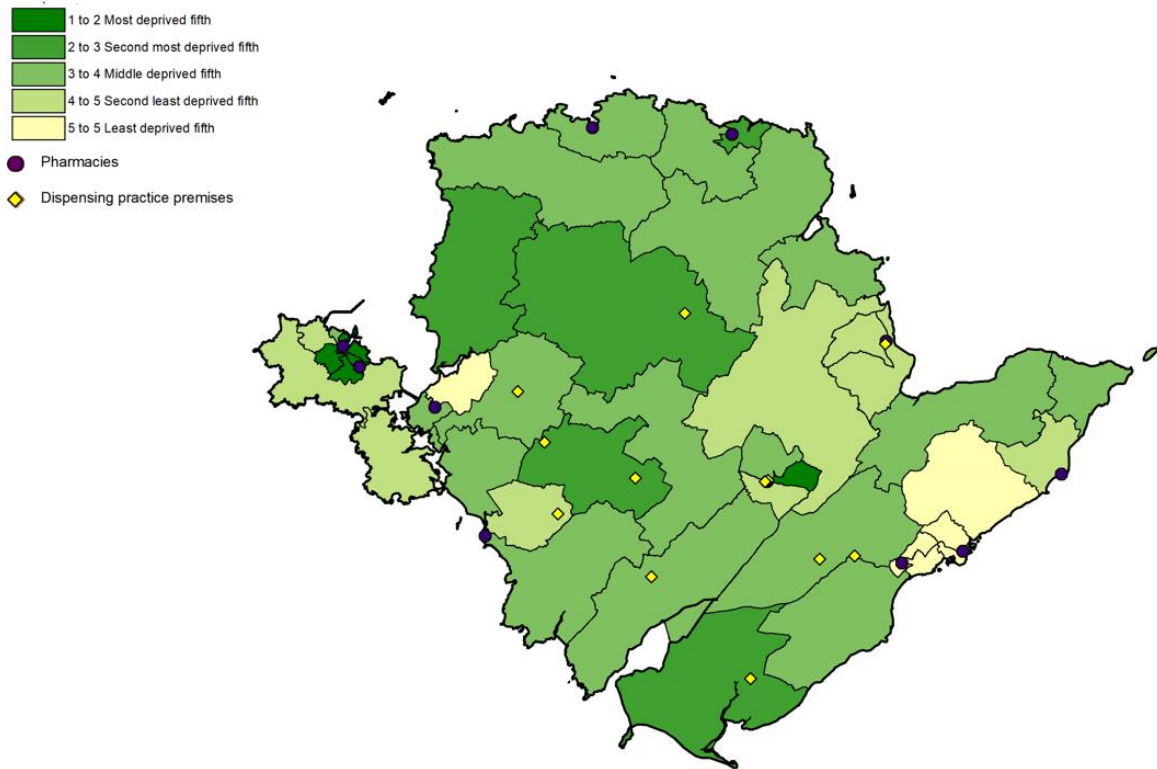 1 to 2 Most deprived fifth
2 to 3 Second most deprived fifth
3 to 4 Middle deprived fifth
4 to 5 Second least deprived fifth
5 to 5 Least deprived fifth
Pharmacies
Dispensing practice premises